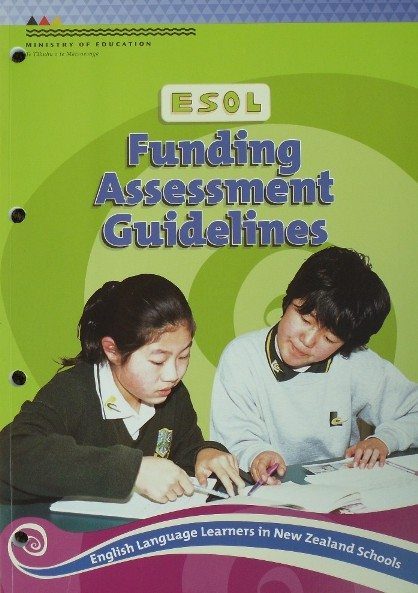 MINISTRY OF EDUCATION
Te Tāhuhu o te Mātauranga
ESOL
Funding
Assessment
Guidelines
English Language Learners in New Zealand Schools